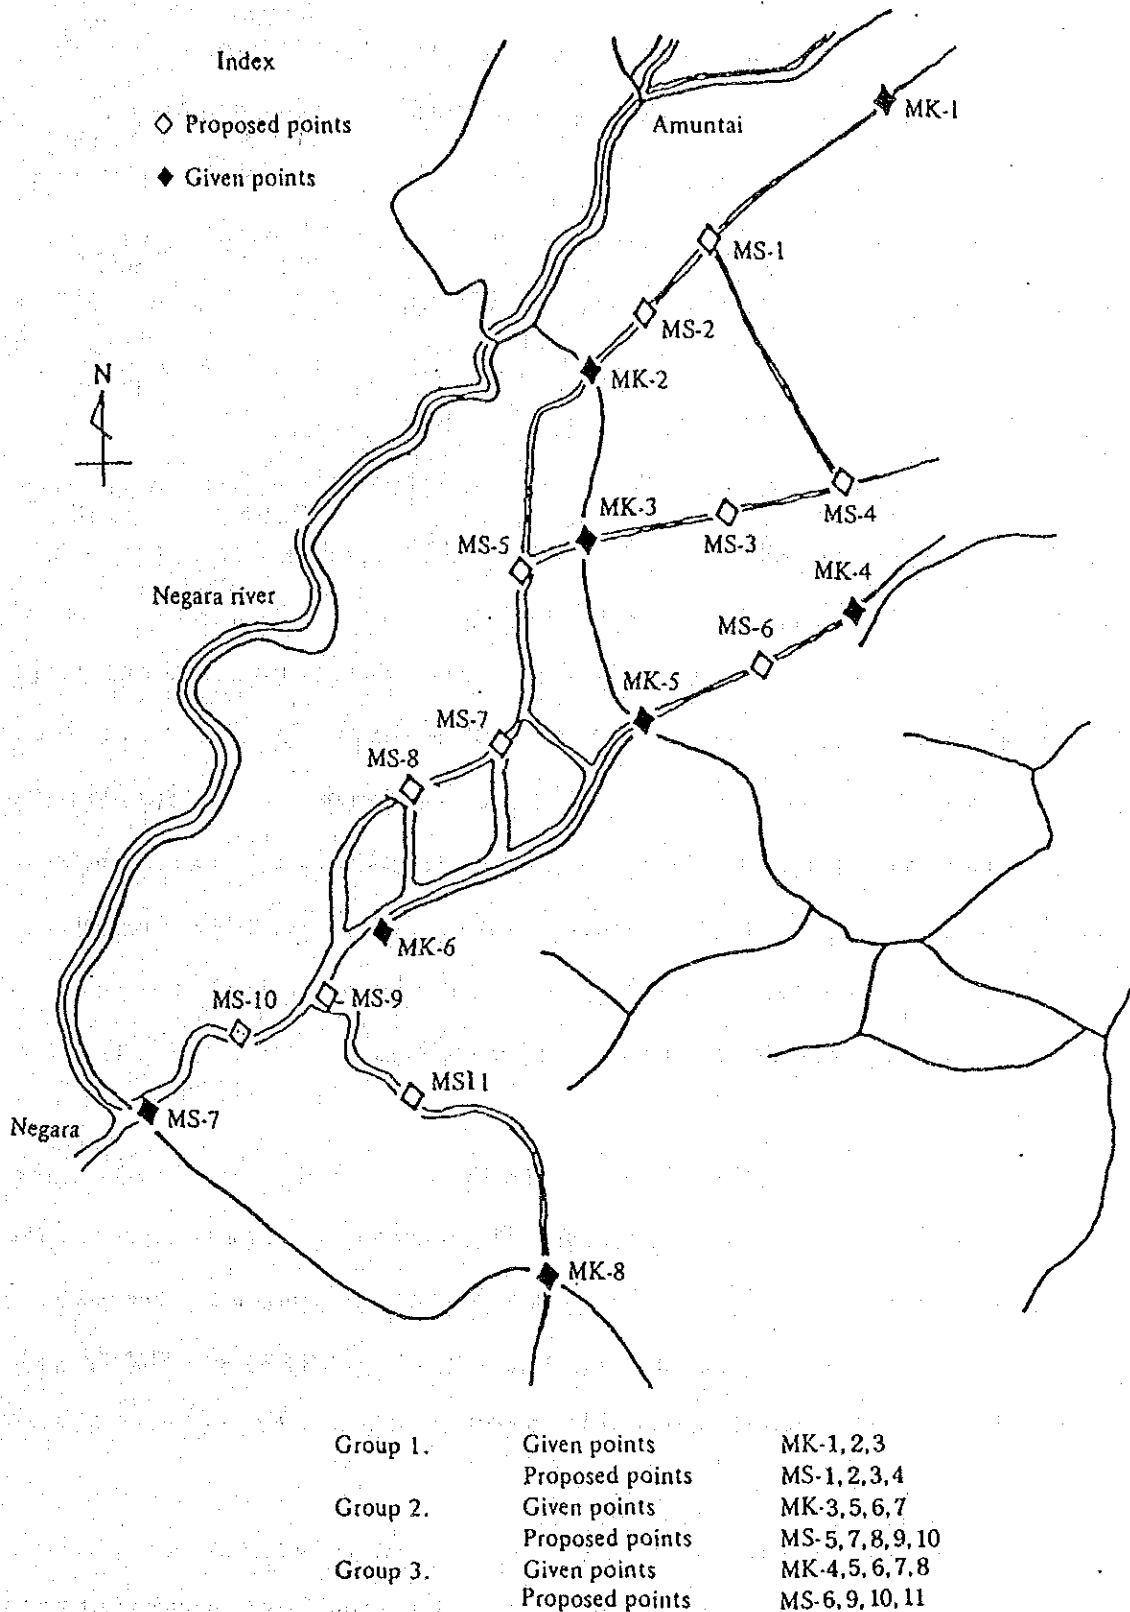 Index
Proposed points
Given points
Amuntai
MK-1
MS-1
MS-2
MK-2
N
MK-3
MS-4
MS-3
MS-5
MK-4
Negara river
MS-6
MK-5
MS-7
MS-8
MK-6
MS-10
MS-9
MS11
MS-7
Negara
MK-8
Group 1. Given points MK-1,2,3
Proposed points MS-1,2,3,4
Group 2. Given points MK-3,5,6,7
Proposed points MS-5,7,8,9,10
Group 3. Given points MK-4,5,6,7,8
Proposed points MS-6,9,10,11